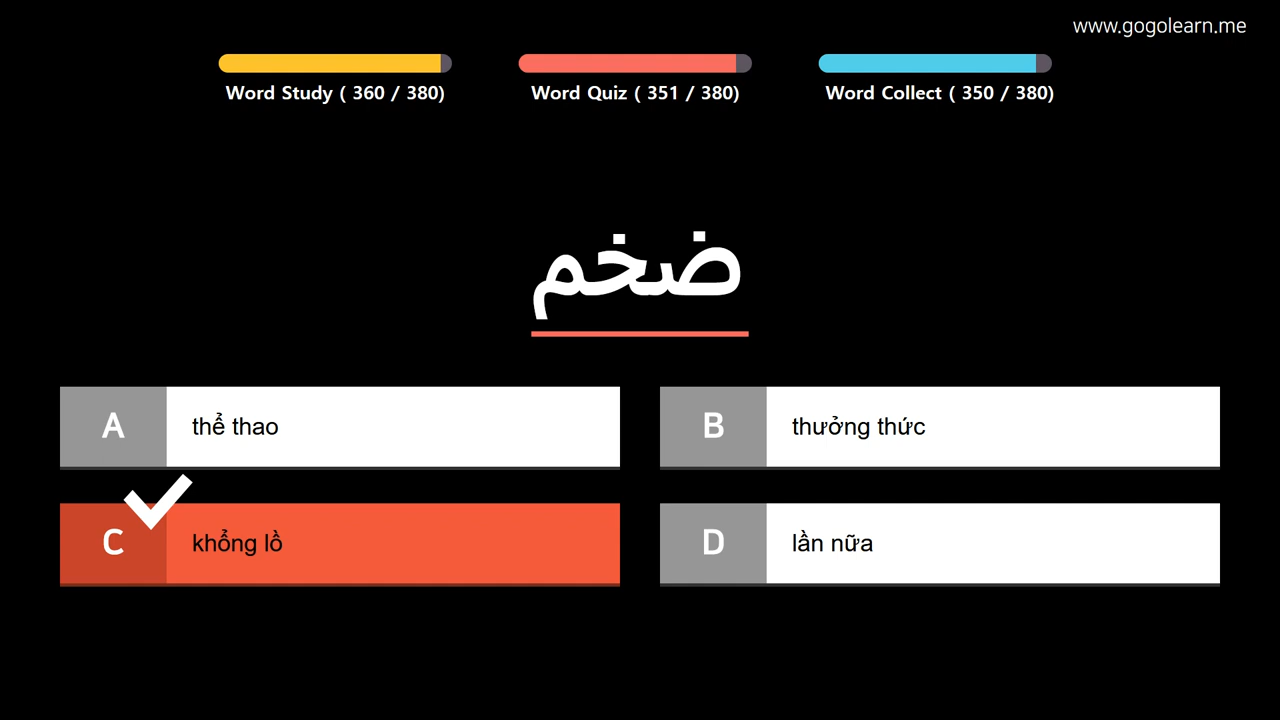 www.gogolearn.me
Word Study ( 360 / 380)
Word Quiz ( 351 / 380)
Word Collect ( 350 / 380)
ضخم
A thể thao
B thưởng thức
C khổng lồ
D lần nữa